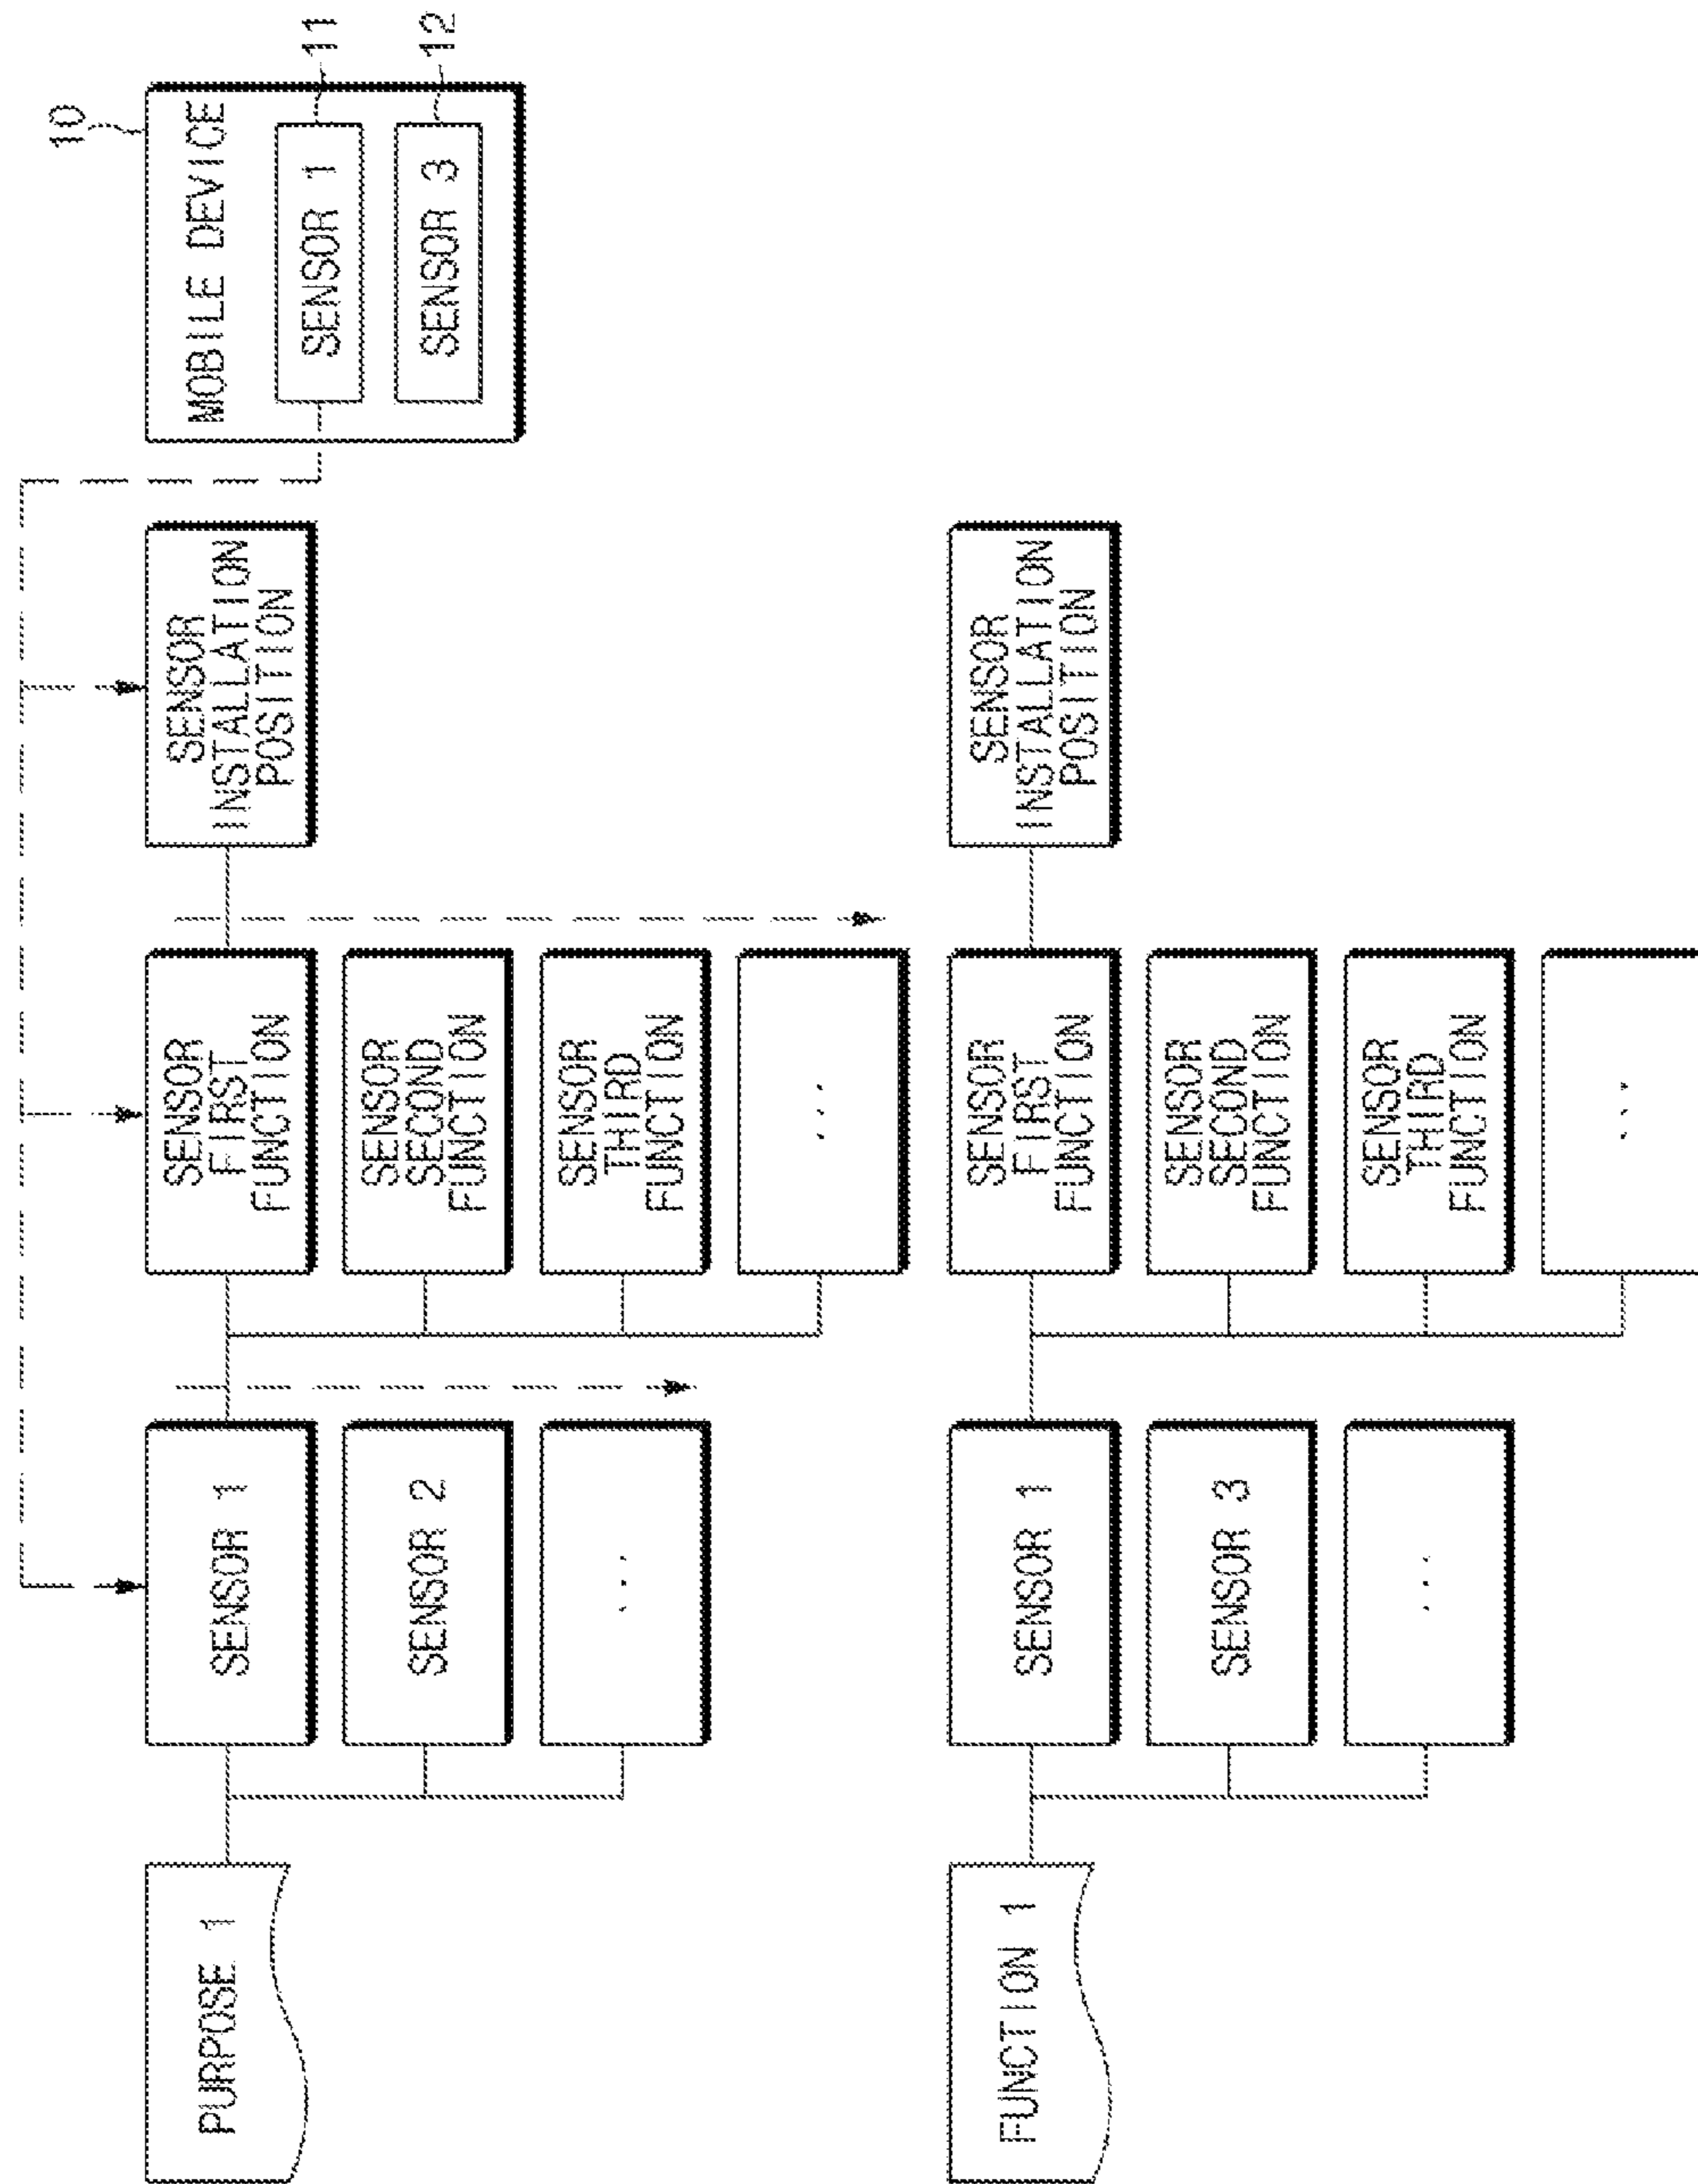 PURPOSE 1
SENSOR 1
SENSOR 2
...
SENSOR
FIRST
FUNCTION
SENSOR
SECOND
FUNCTION
SENSOR
THIRD
FUNCTION
...
SENSOR
INSTALLATION
POSITION
10
MOBILE DEVICE
SENSOR 1
11
SENSOR 3
12
FUNCTION 1
SENSOR 1
SENSOR 3
...
SENSOR
FIRST
FUNCTION
SENSOR
SECOND
FUNCTION
SENSOR
THIRD
FUNCTION
...
SENSOR
INSTALLATION
POSITION